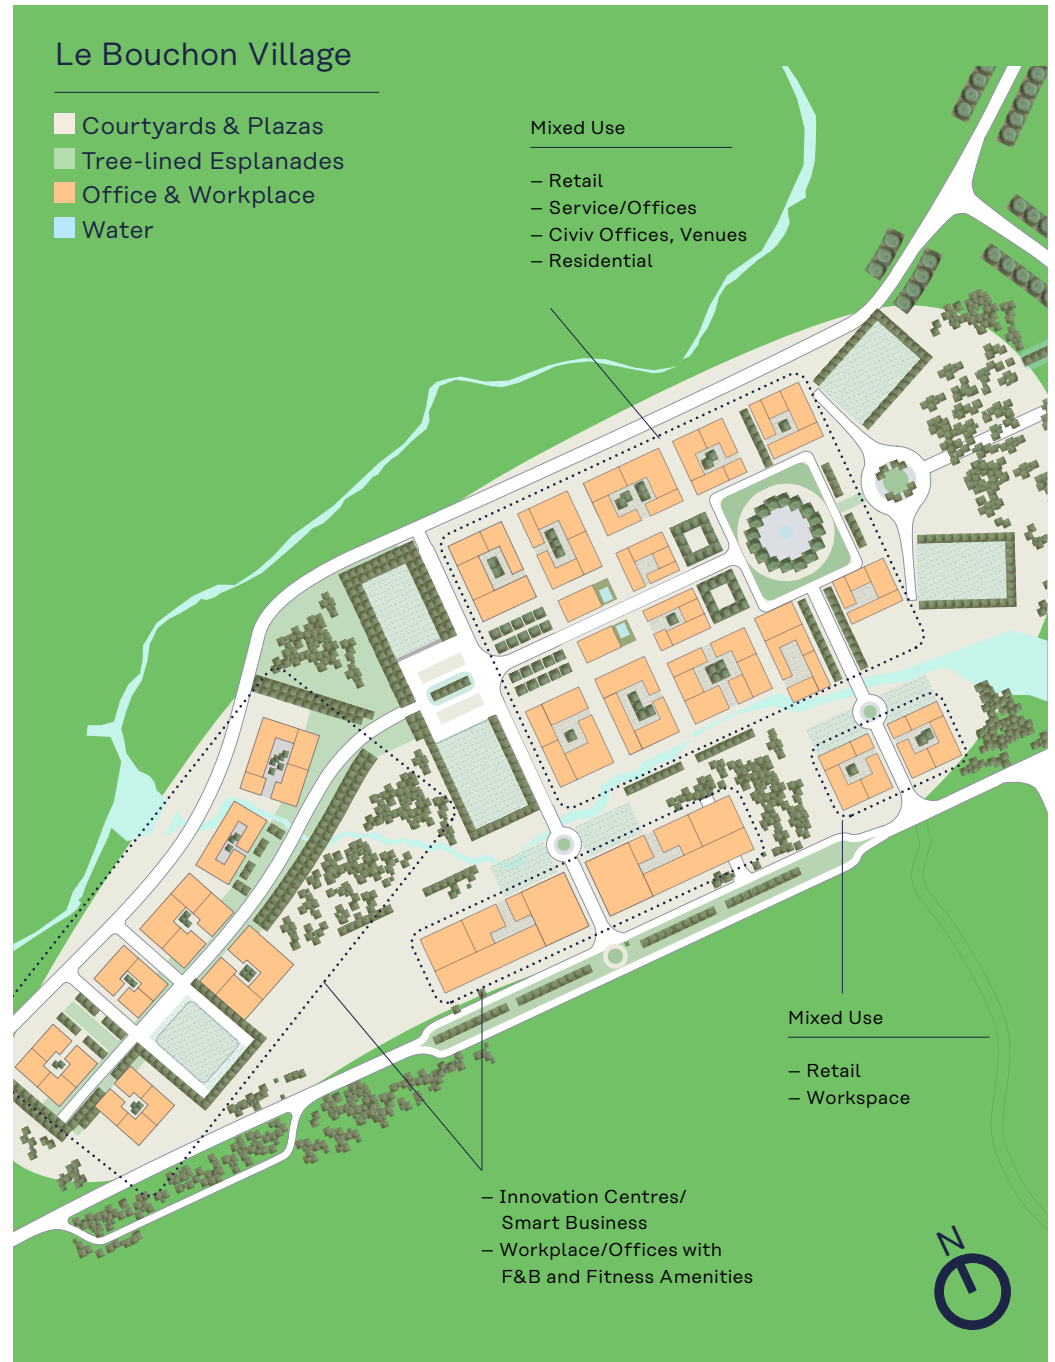 Le Bouchon Village
Courtyards & Plazas
Tree-lined Esplanades
Office & Workplace
Water
Mixed Use
– Retail
– Service/Offices
– Civiv Offices, Venues
– Residential
Mixed Use
– Retail
– Workspace
– Innovation Centres/
Smart Business
– Workplace/Offices with
F&B and Fitness Amenities
N